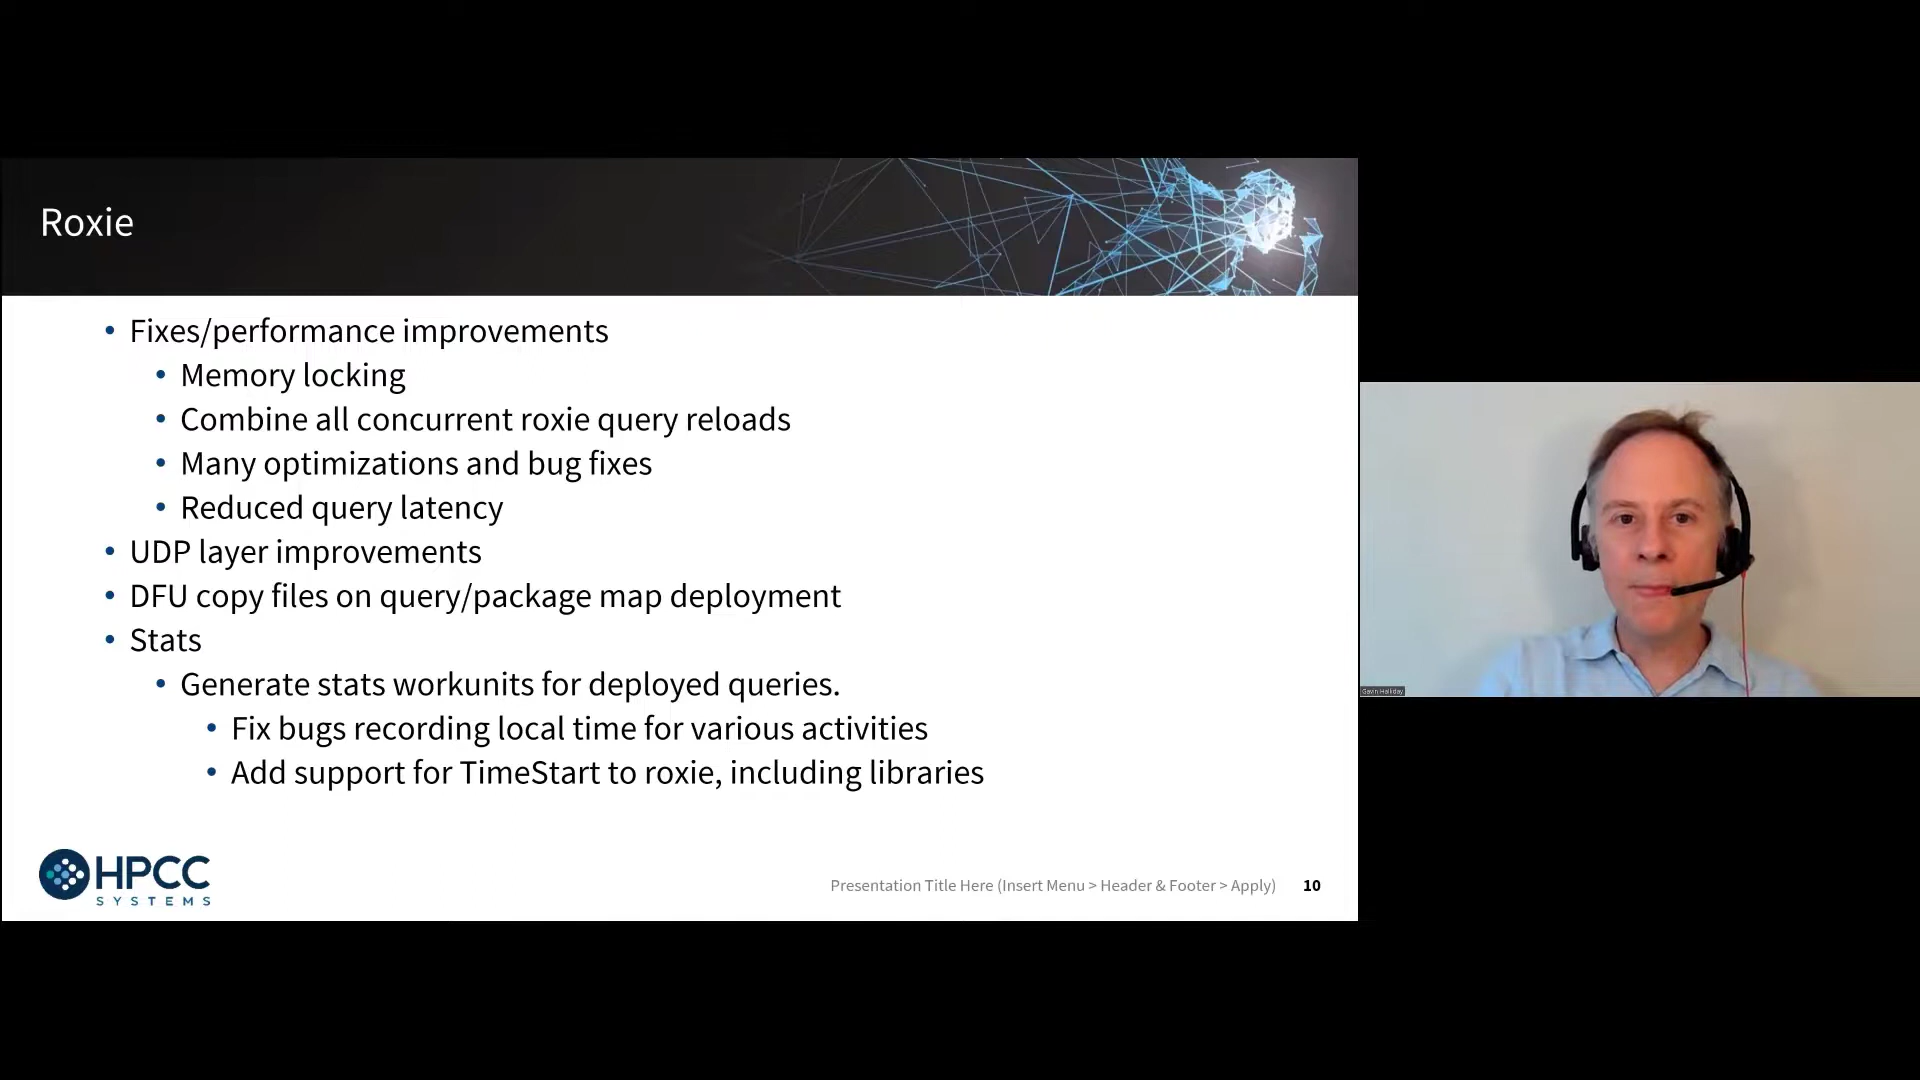 Roxie
• Fixes/performance improvements
• Memory locking
• Combine all concurrent roxie query reloads
• Many optimizations and bug fixes
• Reduced query latency
• UDP layer improvements
• DFU copy files on query/package map deployment
• Stats
• Generate stats workunits for deployed queries.
• Fix bugs recording local time for various activities
• Add support for TimeStart to roxie, including libraries
HPCC
SYSTEMS
Presentation Title Here (Insert Menu > Header & Footer > Apply) 10
Gavin Halliday